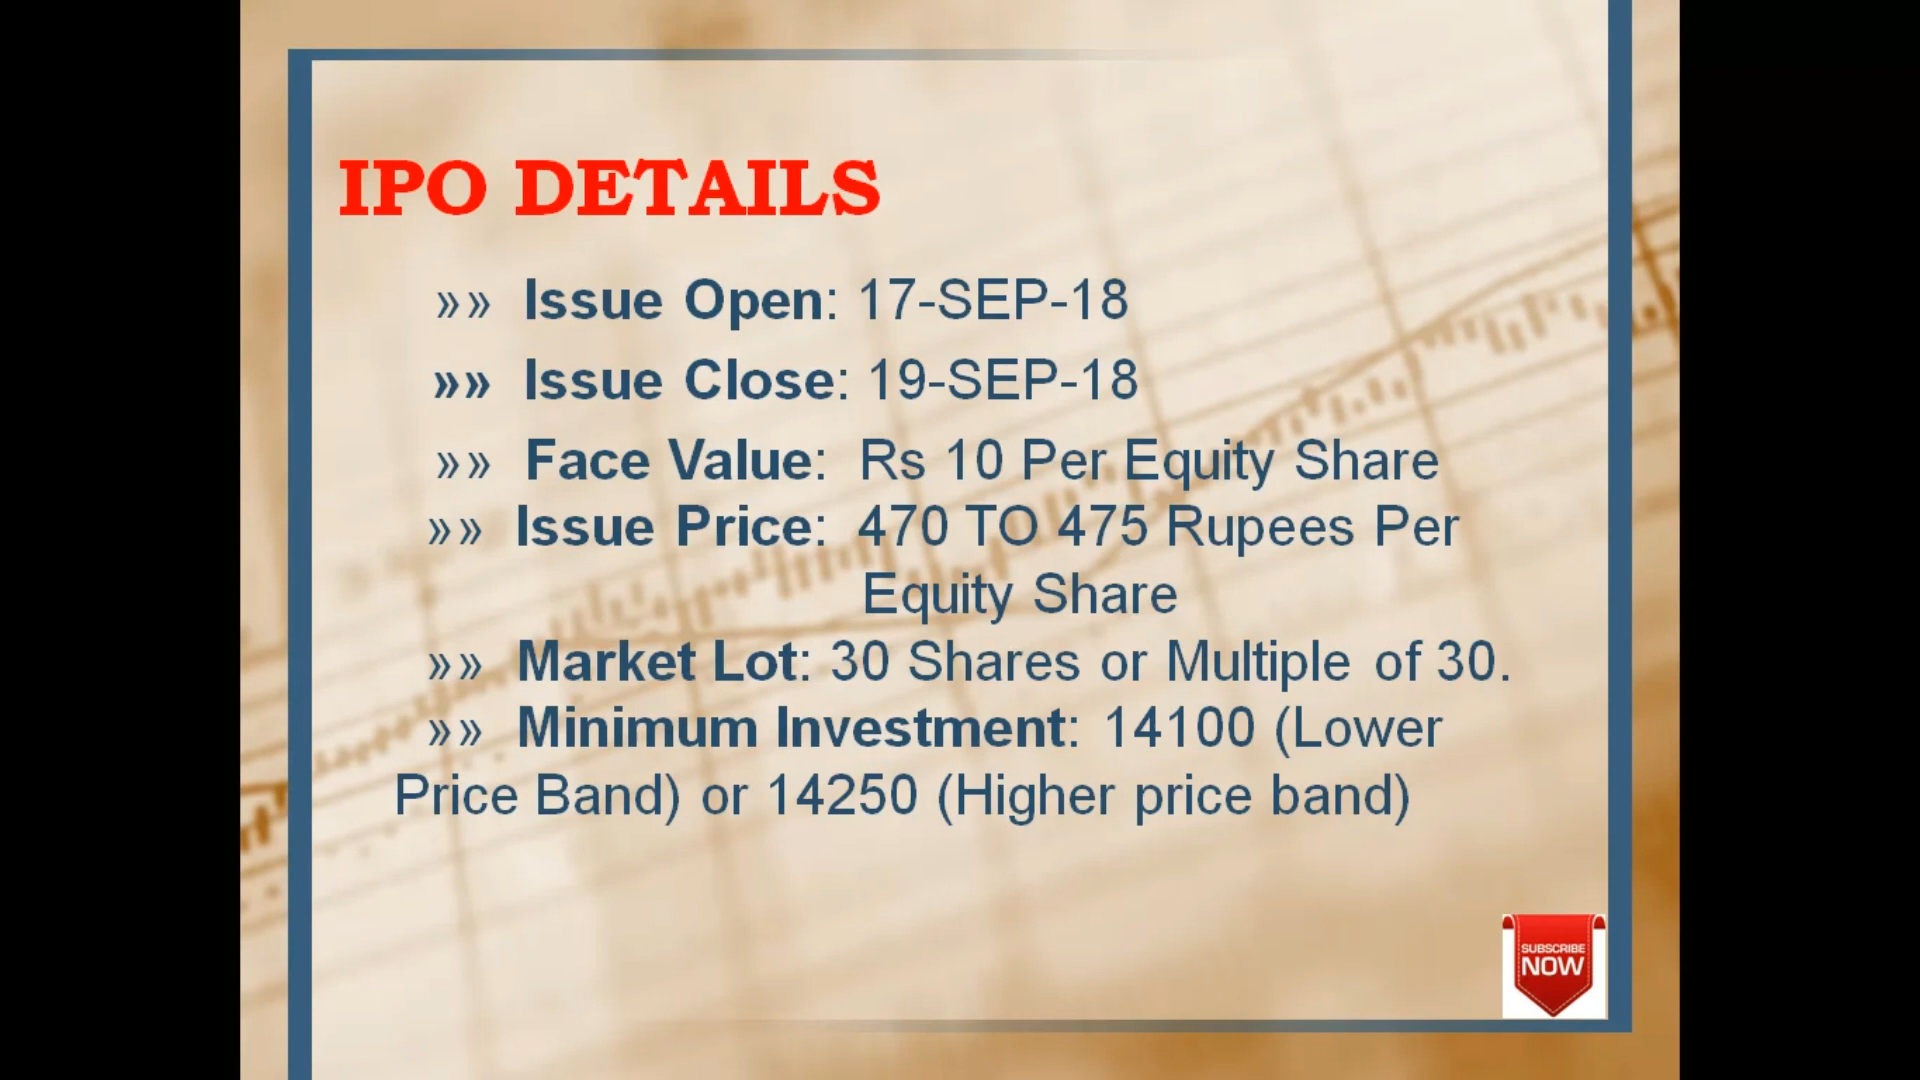 IPO DETAILS
»» Issue Open: 17-SEP-18
»» Issue Close: 19-SEP-18
»» Face Value: Rs 10 Per Equity Share
»» Issue Price: 470 TO 475 Rupees Per
Equity Share
»» Market Lot: 30 Shares or Multiple of 30.
»» Minimum Investment: 14100 (Lower
Price Band) or 14250 (Higher price band)
SUBSCRIBE
NOW